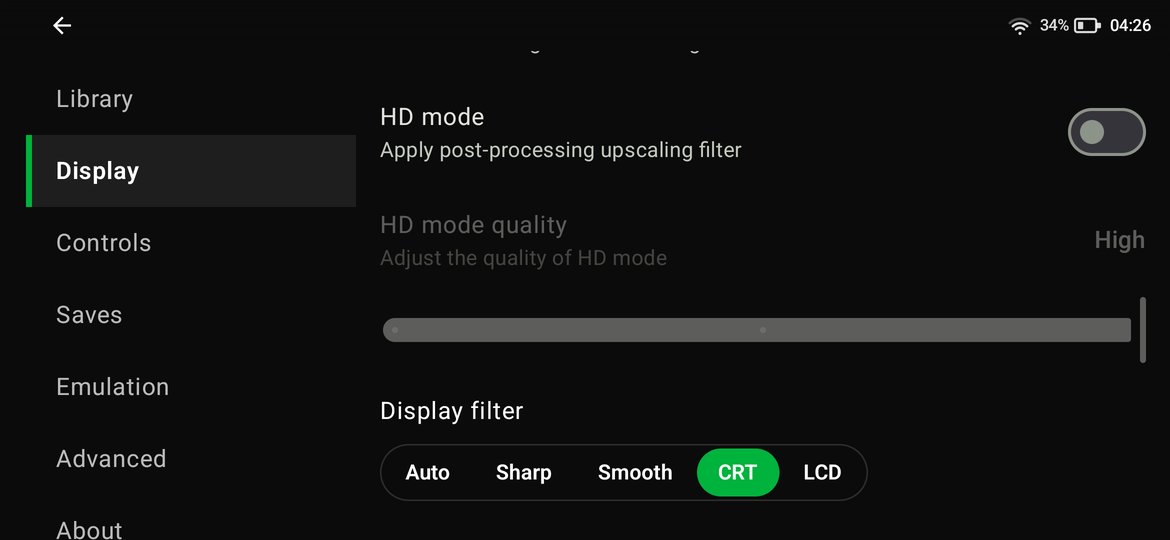 34% 04:26
Library
Display
Controls
Saves
Emulation
Advanced
About
HD mode
Apply post-processing upscaling filter
HD mode quality
Adjust the quality of HD mode
High
Display filter
Auto Sharp Smooth CRT LCD